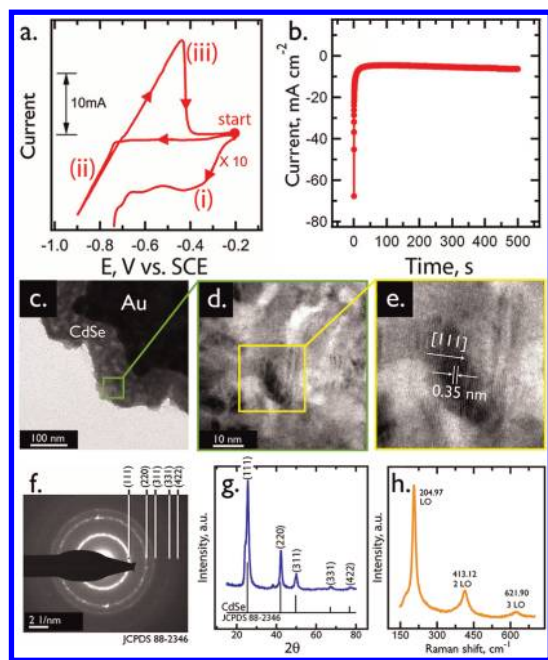 a.
(iii)
10mA
start
X 10
(ii)
(i)
Current
-1.0 -0.8 -0.6 -0.4 -0.2
E, V vs. SCE
b.
Current, mA cm⁻²
0
-20
-40
-60
-80
0 100 200 300 400 500
Time, s
c.
Au
CdSe
100 nm
d.
10 nm
e.
[111]
0.35 nm
f.
(111)
(220)
(311)
(331)
(422)
2 1/nm
JCPDS 88-2346
g.
Intensity, a.u.
(111)
(220)
(311)
(331)
(422)
CdSe
JCPDS 88-2346
20 40 60 80
2θ
h.
Intensity, a.u.
204.97
LO
413.12
2 LO
621.90
3 LO
150 300 450 600
Raman shift, cm⁻¹